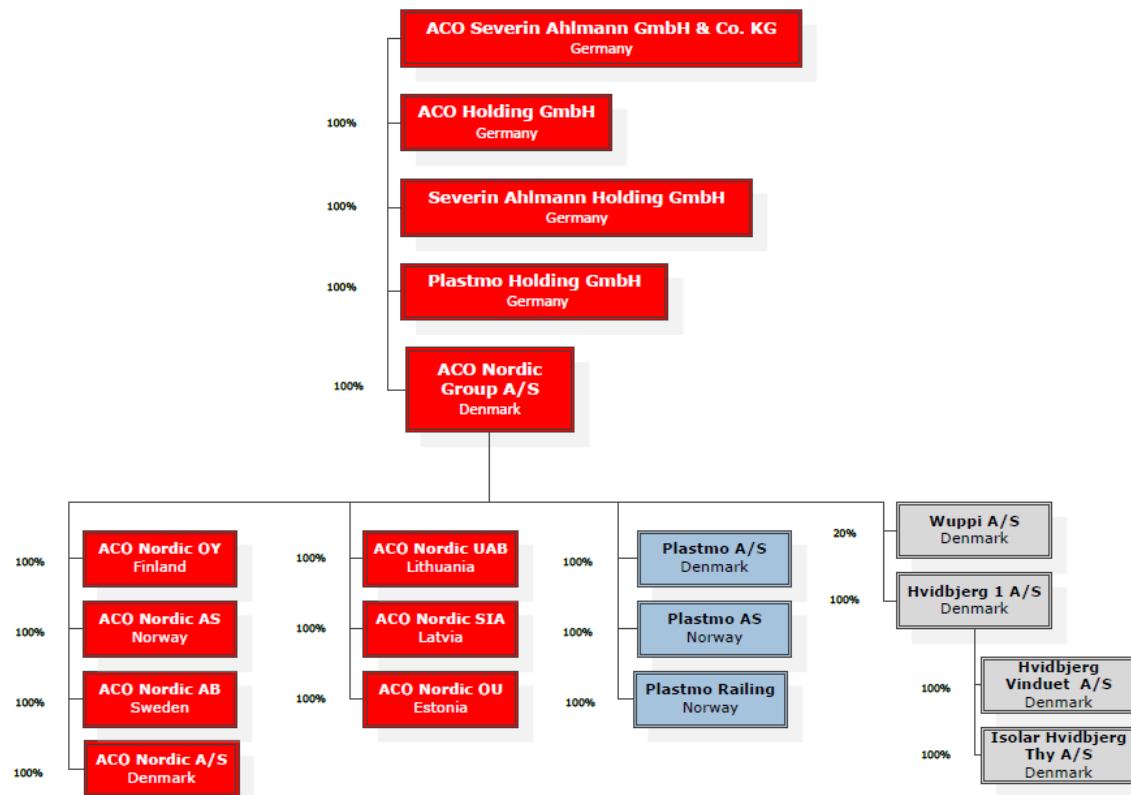 ACO Severin Ahlmann GmbH & Co. KG
Germany
100%
ACO Holding GmbH
Germany
100%
Severin Ahlmann Holding GmbH
Germany
100%
Plastmo Holding GmbH
Germany
100%
ACO Nordic
Group A/S
Denmark
100%
ACO Nordic OY
Finland
100%
ACO Nordic AS
Norway
100%
ACO Nordic AB
Sweden
100%
ACO Nordic A/S
Denmark
100%
ACO Nordic UAB
Lithuania
100%
ACO Nordic SIA
Latvia
100%
ACO Nordic OU
Estonia
100%
Plastmo A/S
Denmark
100%
Plastmo AS
Norway
100%
Plastmo Railing
Norway
20%
Wuppi A/S
Denmark
100%
Hvidbjerg 1 A/S
Denmark
100%
Hvidbjerg
Vinduet A/S
Denmark
100%
Isolar Hvidbjerg
Thy A/S
Denmark